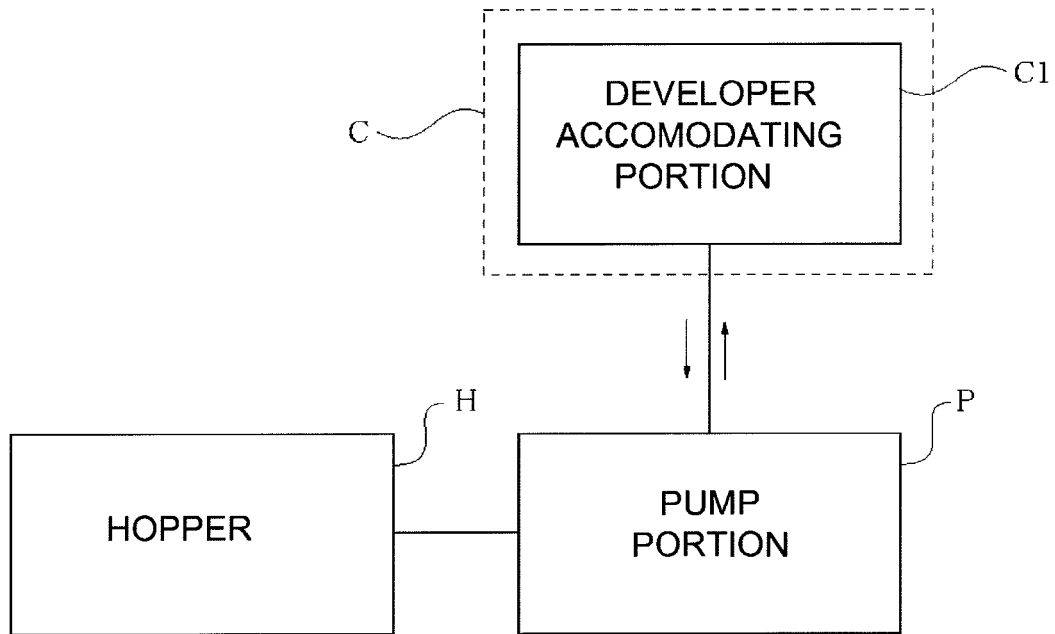 C1
DEVELOPER
ACCOMODATING
PORTION
C
H
P
HOPPER
PUMP
PORTION